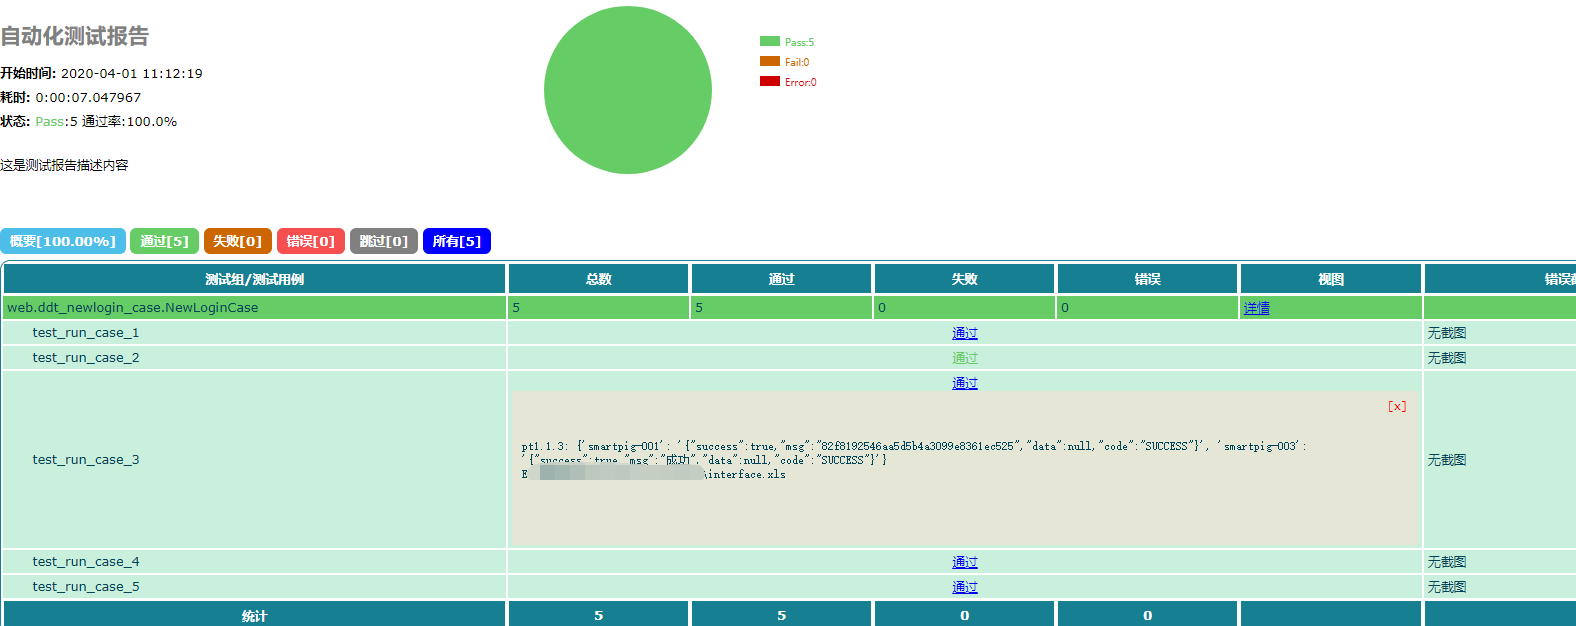 自动化测试报告
开始时间: 2020-04-01 11:12:19
耗时: 0:00:07.047967
状态: Pass:5 通过率:100.0%
这是测试报告描述内容
Pass:5
Fail:0
Error:0
概要[100.00%] 通过[5] 失败[0] 错误[0] 跳过[0] 所有[5]
测试组/测试用例 总数 通过 失败 错误 视图
web.ddt_newlogin_case.NewLoginCase 5 5 0 0 详情
test_run_case_1 通过 无截图
test_run_case_2 通过 无截图
通过
[x]
pt1.1.3: {'smartpig-001': '{"success":true,"msg":"82f8192546aa5d5b4a3099e8361ec525","data":null,"code":"SUCCESS"}', 'smartpig-003':
'{"success":true,"msg":"成功","data":null,"code":"SUCCESS"}'}
test_run_case_3 无截图
E \interface.xls
test_run_case_4 通过 无截图
test_run_case_5 通过 无截图
统计 5 5 0 0